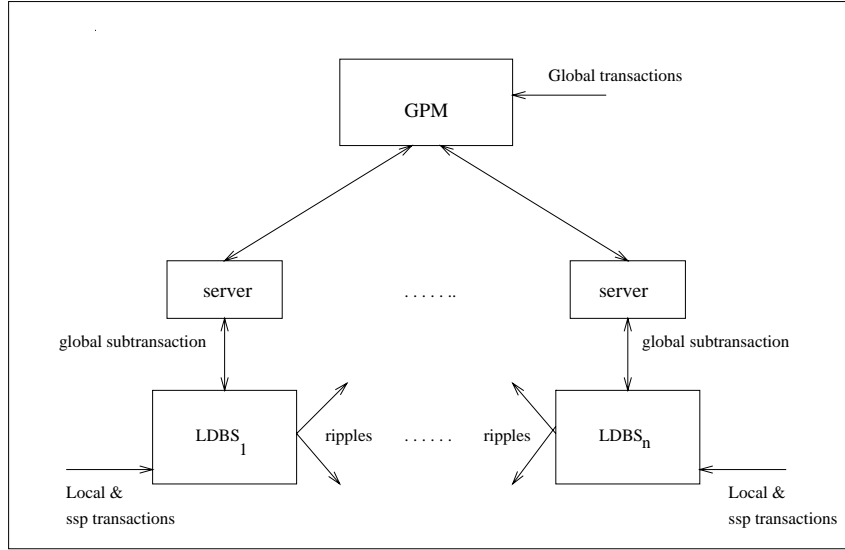 Global transactions
GPM
server
. . . . . ..
server
global subtransaction
global subtransaction
LDBS1
ripples
. . . . . .
ripples
LDBSn
Local &
ssp transactions
Local &
ssp transactions